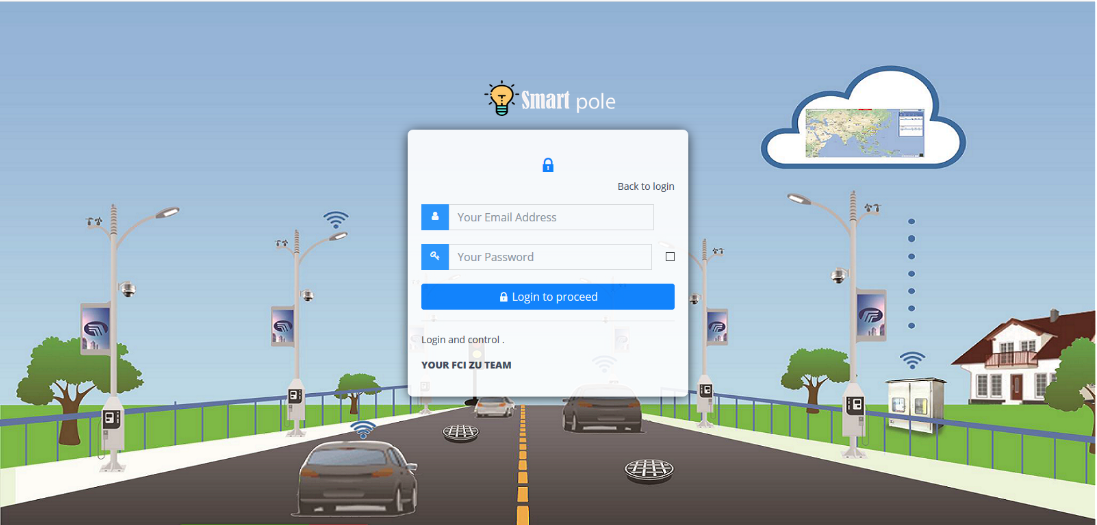 Smart pole
Back to login
Your Email Address
Your Password
Login to proceed
Login and control .
YOUR FCI ZU TEAM